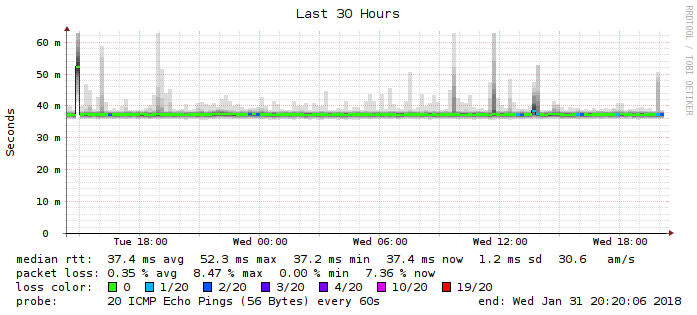 Last 30 Hours
RRDTOOL / TOBI OETIKER
Seconds
60 m
50 m
40 m
30 m
20 m
10 m
0
Tue 18:00 Wed 00:00 Wed 06:00 Wed 12:00 Wed 18:00
median rtt: 37.4 ms avg 52.3 ms max 37.2 ms min 37.4 ms now 1.2 ms sd 30.6 am/s
packet loss: 0.35 % avg 8.47 % max 0.00 % min 7.36 % now
loss color: 0 1/20 2/20 3/20 4/20 10/20 19/20
probe: 20 ICMP Echo Pings (56 Bytes) every 60s end: Wed Jan 31 20:20:06 2018